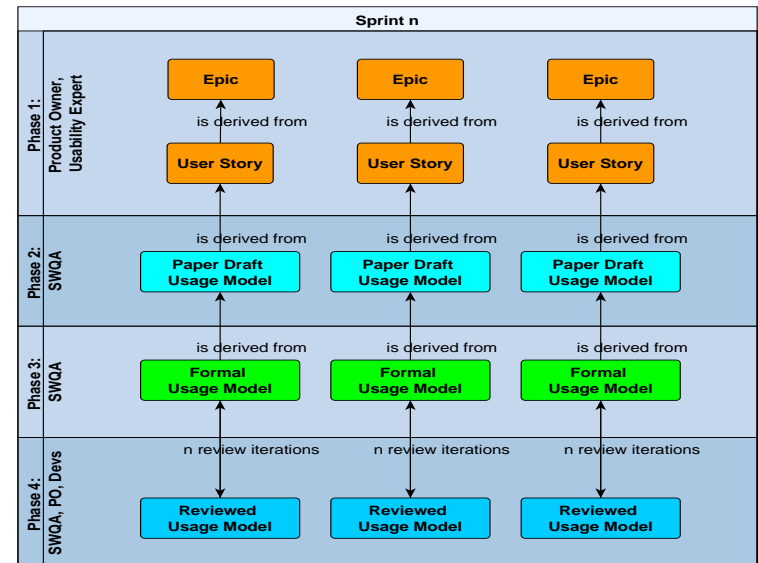 Sprint n
Phase 1:
Product Owner,
Usability Expert
Epic
Epic
Epic
is derived from
is derived from
is derived from
User Story
User Story
User Story
Phase 2:
SWQA
is derived from
is derived from
is derived from
Paper Draft
Usage Model
Paper Draft
Usage Model
Paper Draft
Usage Model
Phase 3:
SWQA
is derived from
is derived from
is derived from
Formal
Usage Model
Formal
Usage Model
Formal
Usage Model
Phase 4:
SWQA, PO, Devs
n review iterations
n review iterations
n review iterations
Reviewed
Usage Model
Reviewed
Usage Model
Reviewed
Usage Model